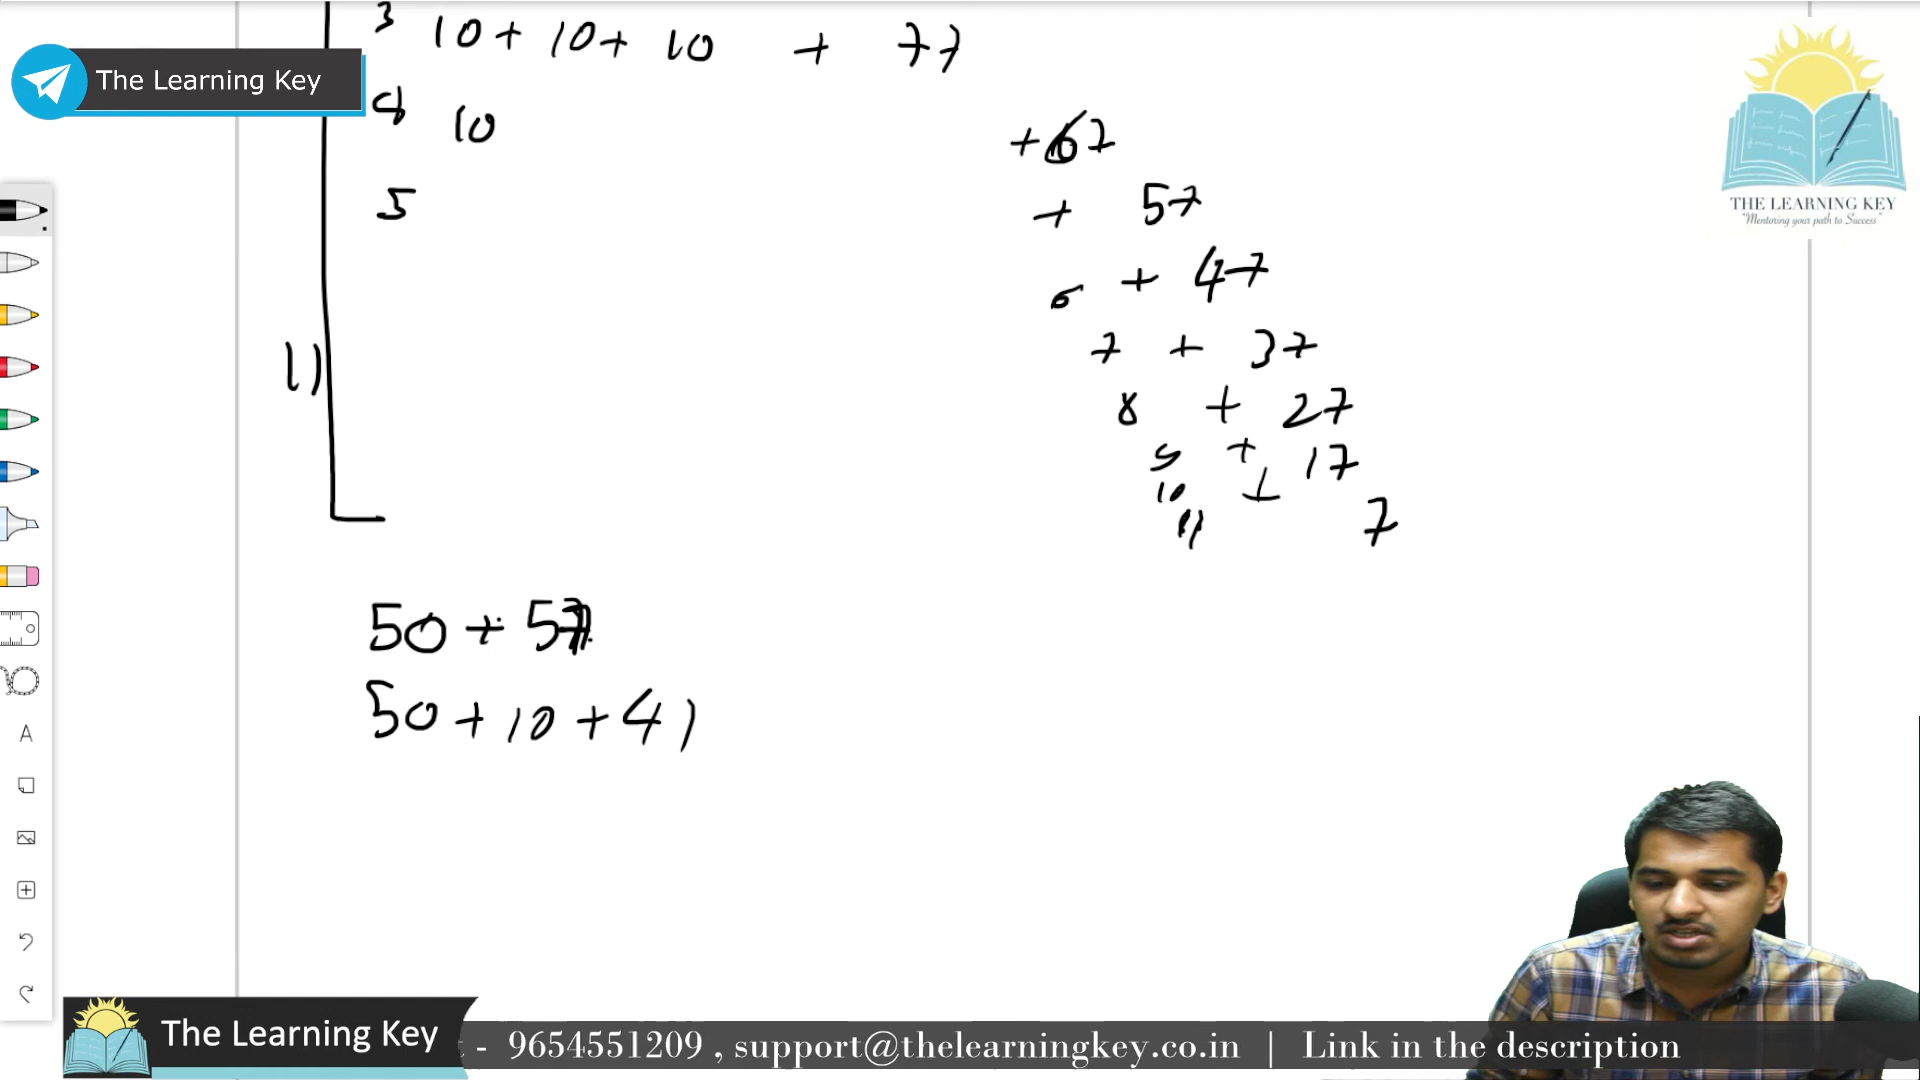 3 10+ 10+ 10 + 77
The Learning Key
4 10
+ 67
5 + 57
6 + 47
7 + 37
11) 8 + 27
9 + 17
10 +
11 7
50 + 5
50 + 10 + 41
THE LEARNING KEY
"Mentoring your path to Success"
A
The Learning Key
t - 9654551209 , support@thelearningkey.co.in | Link in the description